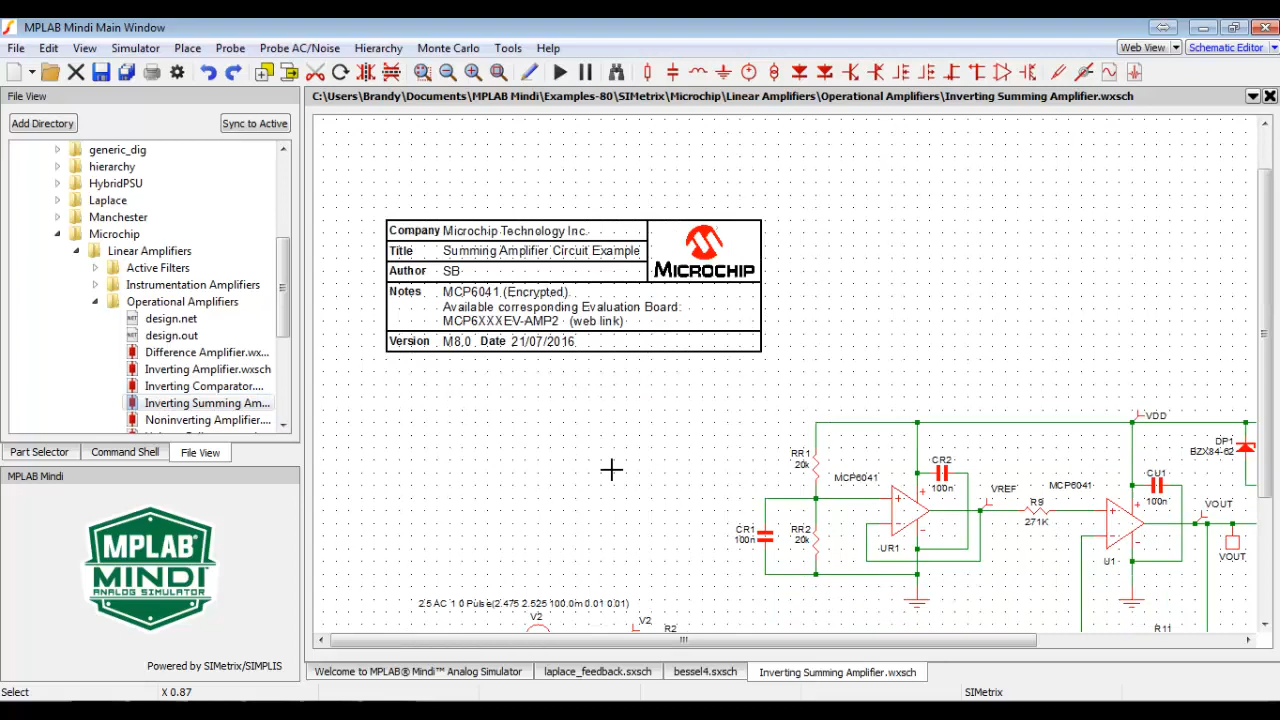 MPLAB Mindi Main Window
File Edit View Simulator Place Probe Probe AC/Noise Hierarchy Monte Carlo Tools Help
Web View Schematic Editor
File View
C:\Users\Brandy\Documents\MPLAB Mindi\Examples-80\SIMetrix\Microchip\Linear Amplifiers\Operational Amplifiers\Inverting Summing Amplifier.wxsch
Add Directory Sync to Active
generic_dig
hierarchy
HybridPSU
Laplace
Manchester
Microchip
Linear Amplifiers
Active Filters
Instrumentation Amplifiers
Operational Amplifiers
design.net
design.out
Difference Amplifier.wx...
Inverting Amplifier.wxsch
Inverting Comparator....
Inverting Summing Am...
Noninverting Amplifier....
Part Selector Command Shell File View
MPLAB Mindi
MPLAB
MINDI
ANALOG SIMULATOR
Powered by SIMetrix/SIMPLIS
Company Microchip Technology Inc.
Title Summing Amplifier Circuit Example
Author SB
MICROCHIP
Notes MCP6041 (Encrypted)
Available corresponding Evaluation Board:
MCP6XXXEV-AMP2 (web link)
Version M8.0 Date 21/07/2016
VDD
DP1
BZX84-62
RR1
20k
MCP6041
CR2
100n
VREF
MCP6041
CU1
100n
R9
271K
VOUT
CR1
100n
RR2
20k
UR1
U1
VOUT
2.5 AC 1 0 Pulse(2.475 2.525 100.0m 0.01 0.01)
V2
V2
R2
R11
Welcome to MPLAB® Mindi™ Analog Simulator laplace_feedback.sxsch bessel4.sxsch Inverting Summing Amplifier.wxsch
Select X 0.87 SIMetrix